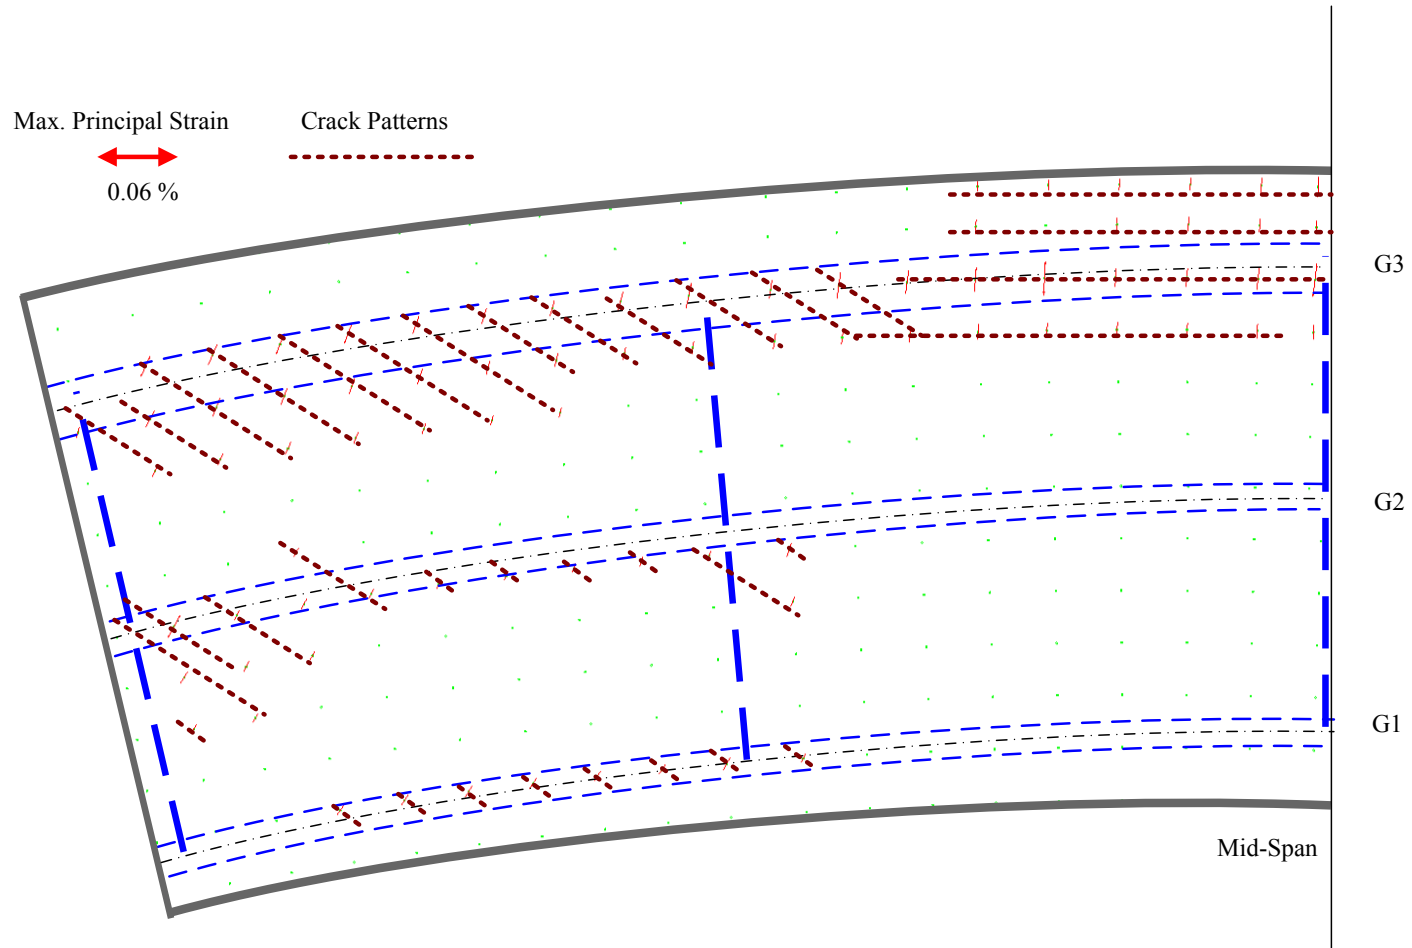 Max. Principal Strain
Crack Patterns
0.06 %
G3
G2
G1
Mid-Span